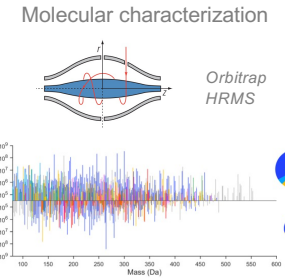 Molecular characterization
r
z
Orbitrap
HRMS
100 150 200 250 300 350 400 450 500 550 600
Mass (Da)